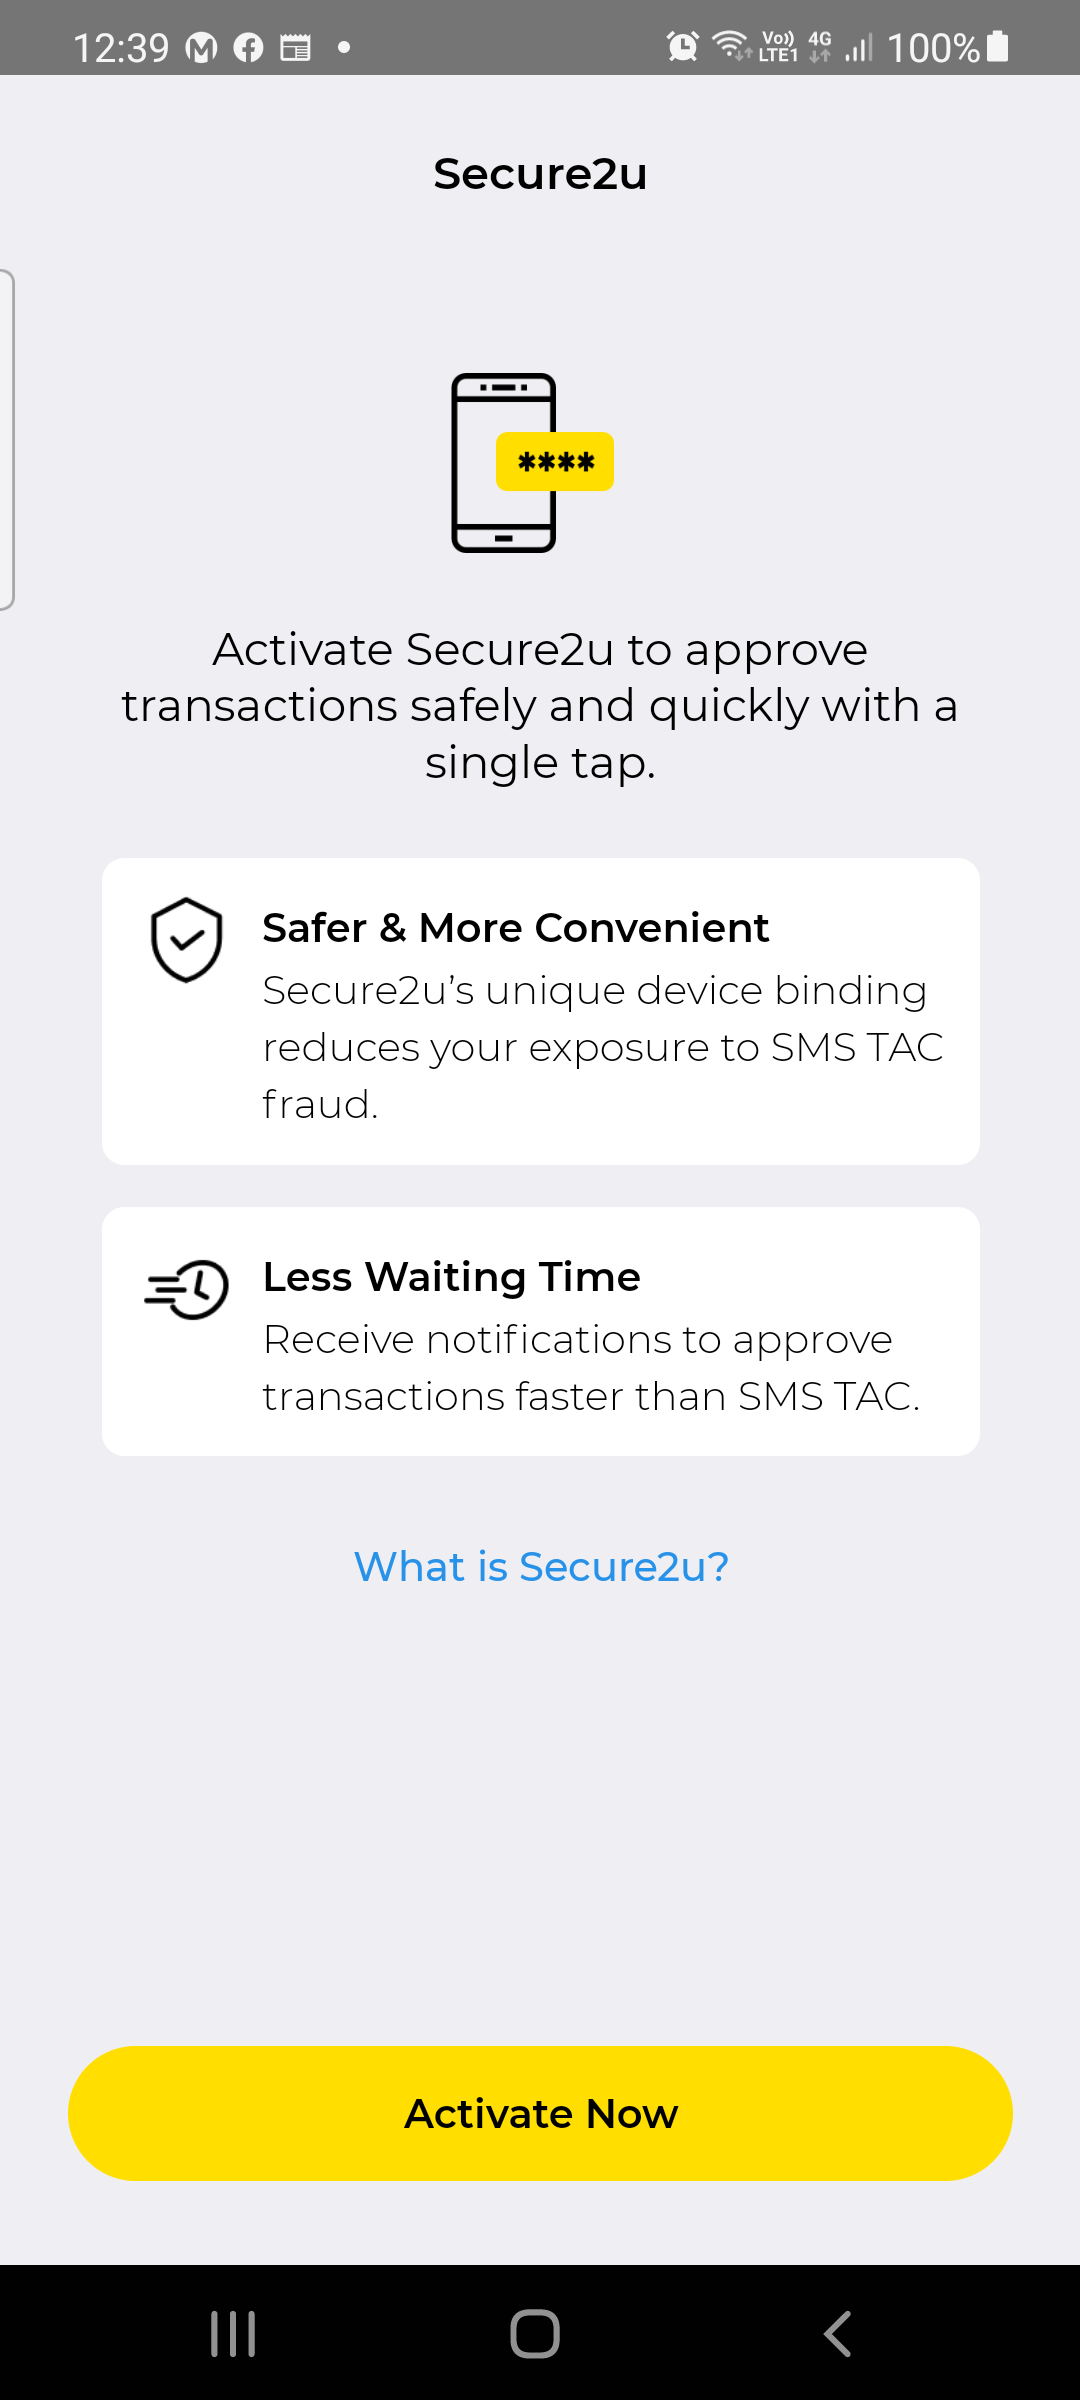 12:39
Vo)) LTE1 4G 100%
Secure2u
****
Activate Secure2u to approve
transactions safely and quickly with a
single tap.
Safer & More Convenient
Secure2u’s unique device binding
reduces your exposure to SMS TAC
fraud.
Less Waiting Time
Receive notifications to approve
transactions faster than SMS TAC.
What is Secure2u?
Activate Now